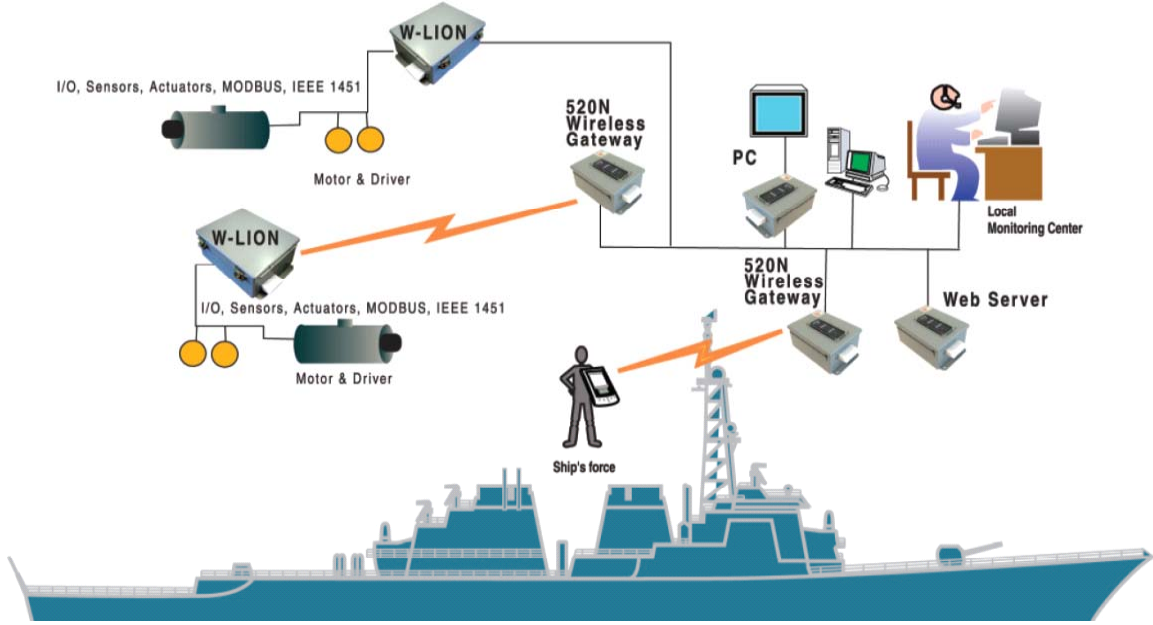 W-LION
I/O, Sensors, Actuators, MODBUS, IEEE 1451
Motor & Driver
520N
Wireless
Gateway
PC
Local
Monitoring Center
W-LION
I/O, Sensors, Actuators, MODBUS, IEEE 1451
Motor & Driver
520N
Wireless
Gateway
Web Server
Ship's force